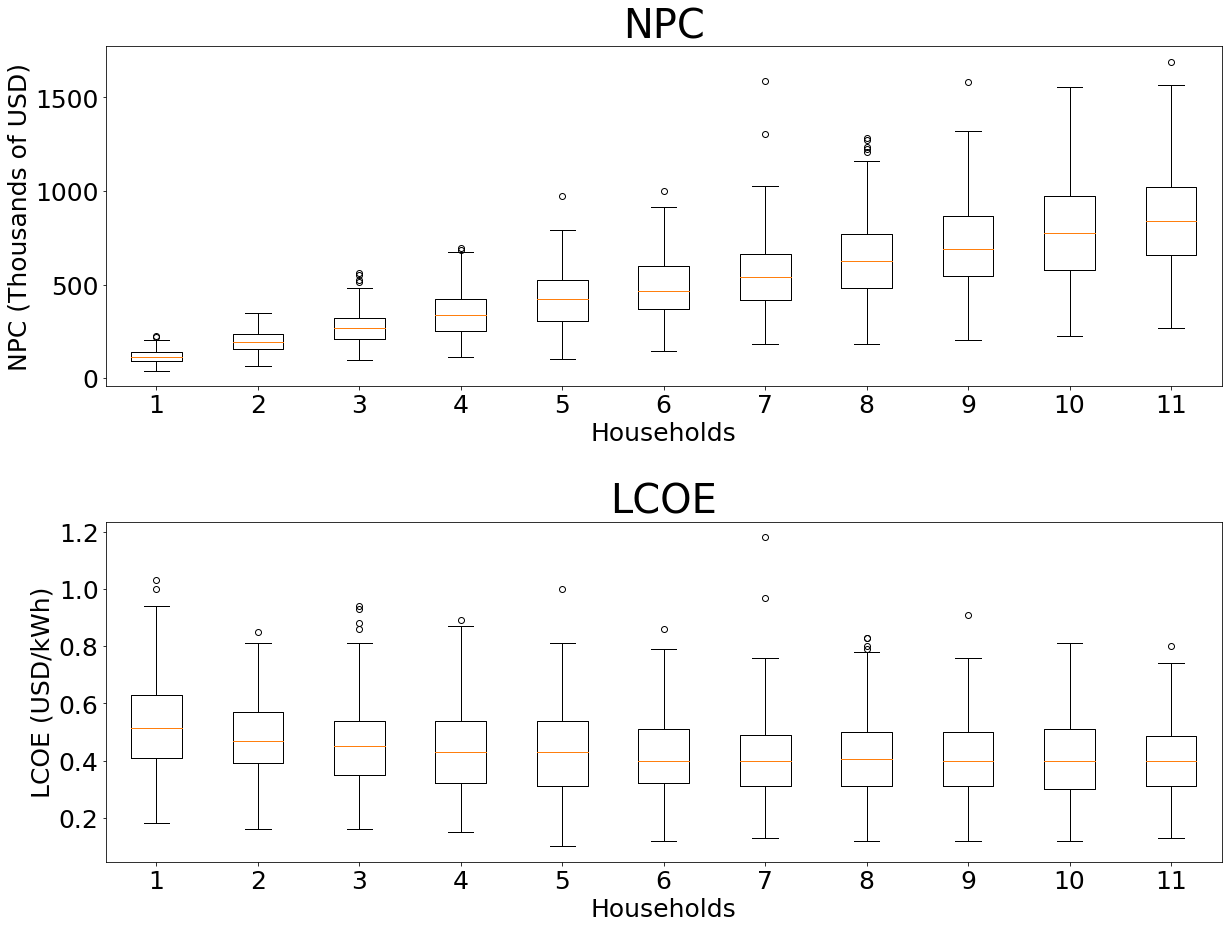 NPC
NPC (Thousands of USD)
1500
1000
500
0
1 2 3 4 5 6 7 8 9 10 11
Households
LCOE
LCOE (USD/kWh)
1.2
1.0
0.8
0.6
0.4
0.2
1 2 3 4 5 6 7 8 9 10 11
Households